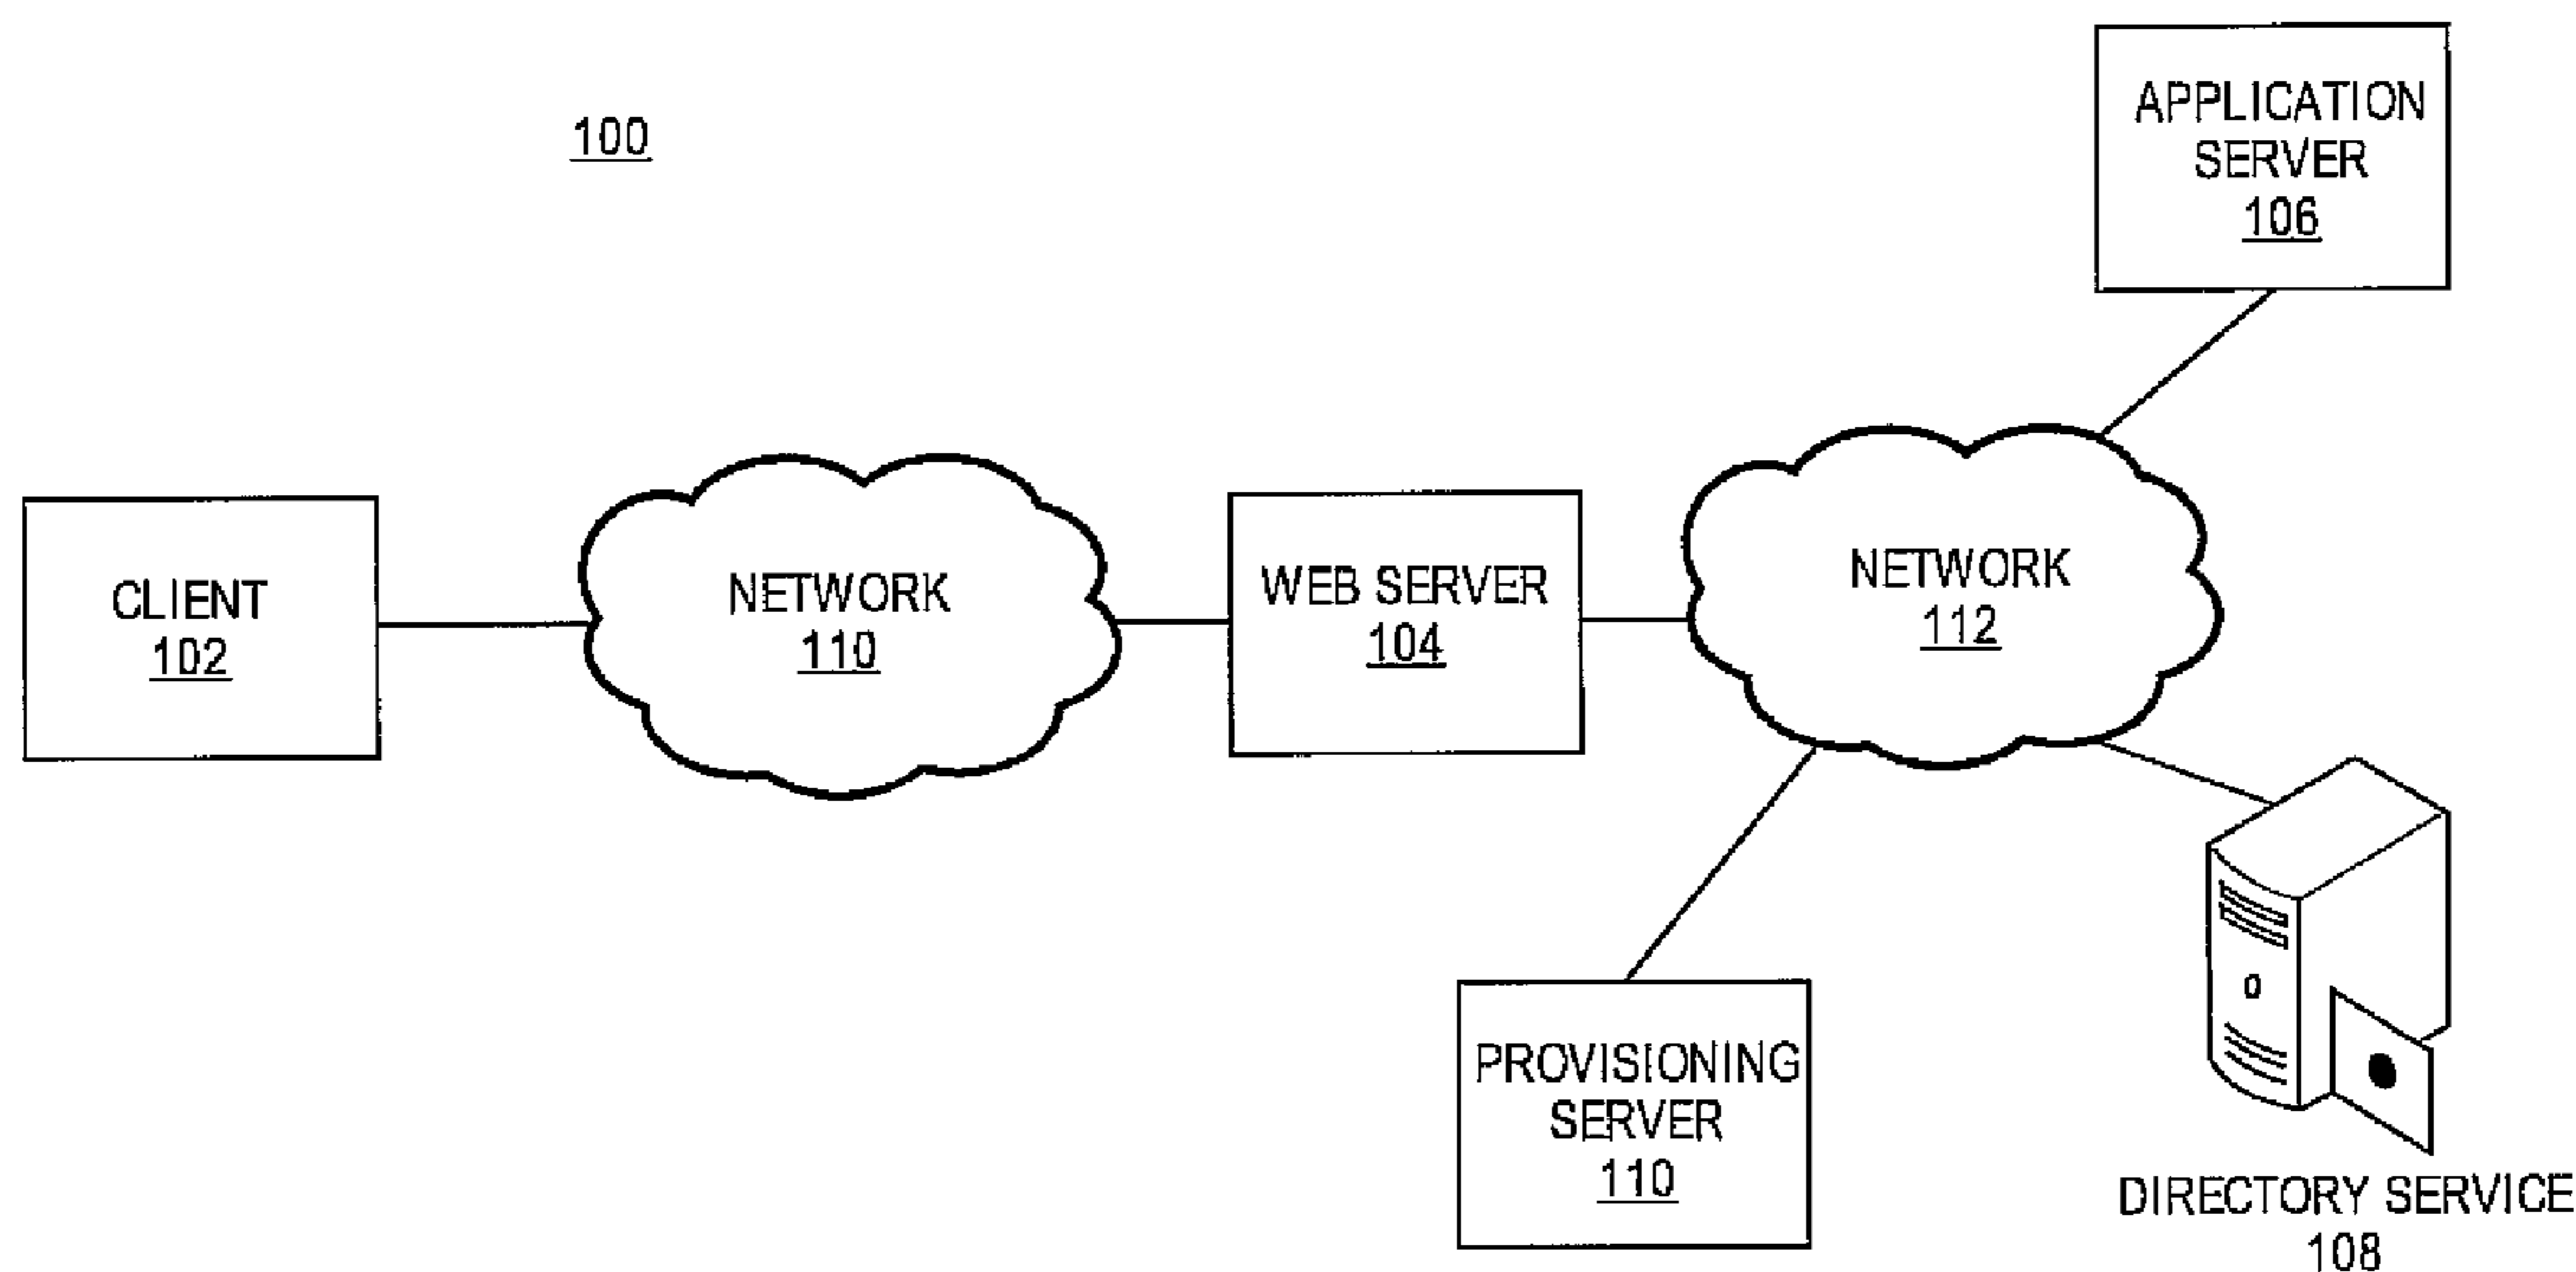 100
APPLICATION
SERVER
106
CLIENT
102
NETWORK
110
WEB SERVER
104
NETWORK
112
PROVISIONING
SERVER
110
DIRECTORY SERVICE
108